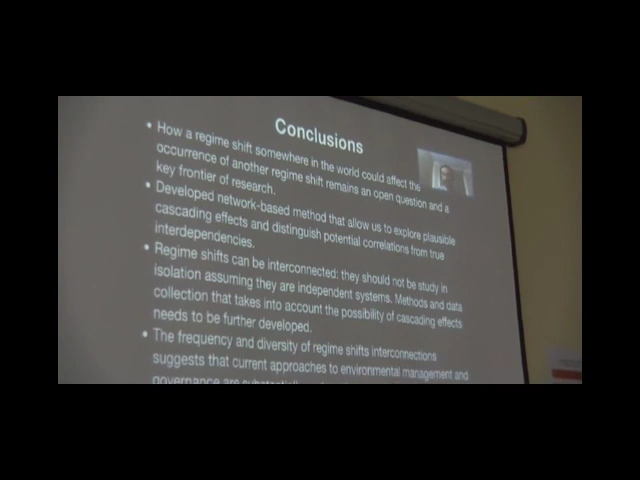 Conclusions
• How a regime shift somewhere in the world could affect the
occurrence of another regime shift remains an open question and a
key frontier of research.
• Developed network-based method that allow us to explore plausible
cascading effects and distinguish potential correlations from true
interdependencies.
• Regime shifts can be interconnected: they should not be study in
isolation assuming they are independent systems. Methods and data
collection that takes into account the possibility of cascading effects
needs to be further developed.
• The frequency and diversity of regime shifts interconnections
suggests that current approaches to environmental management and
governance are